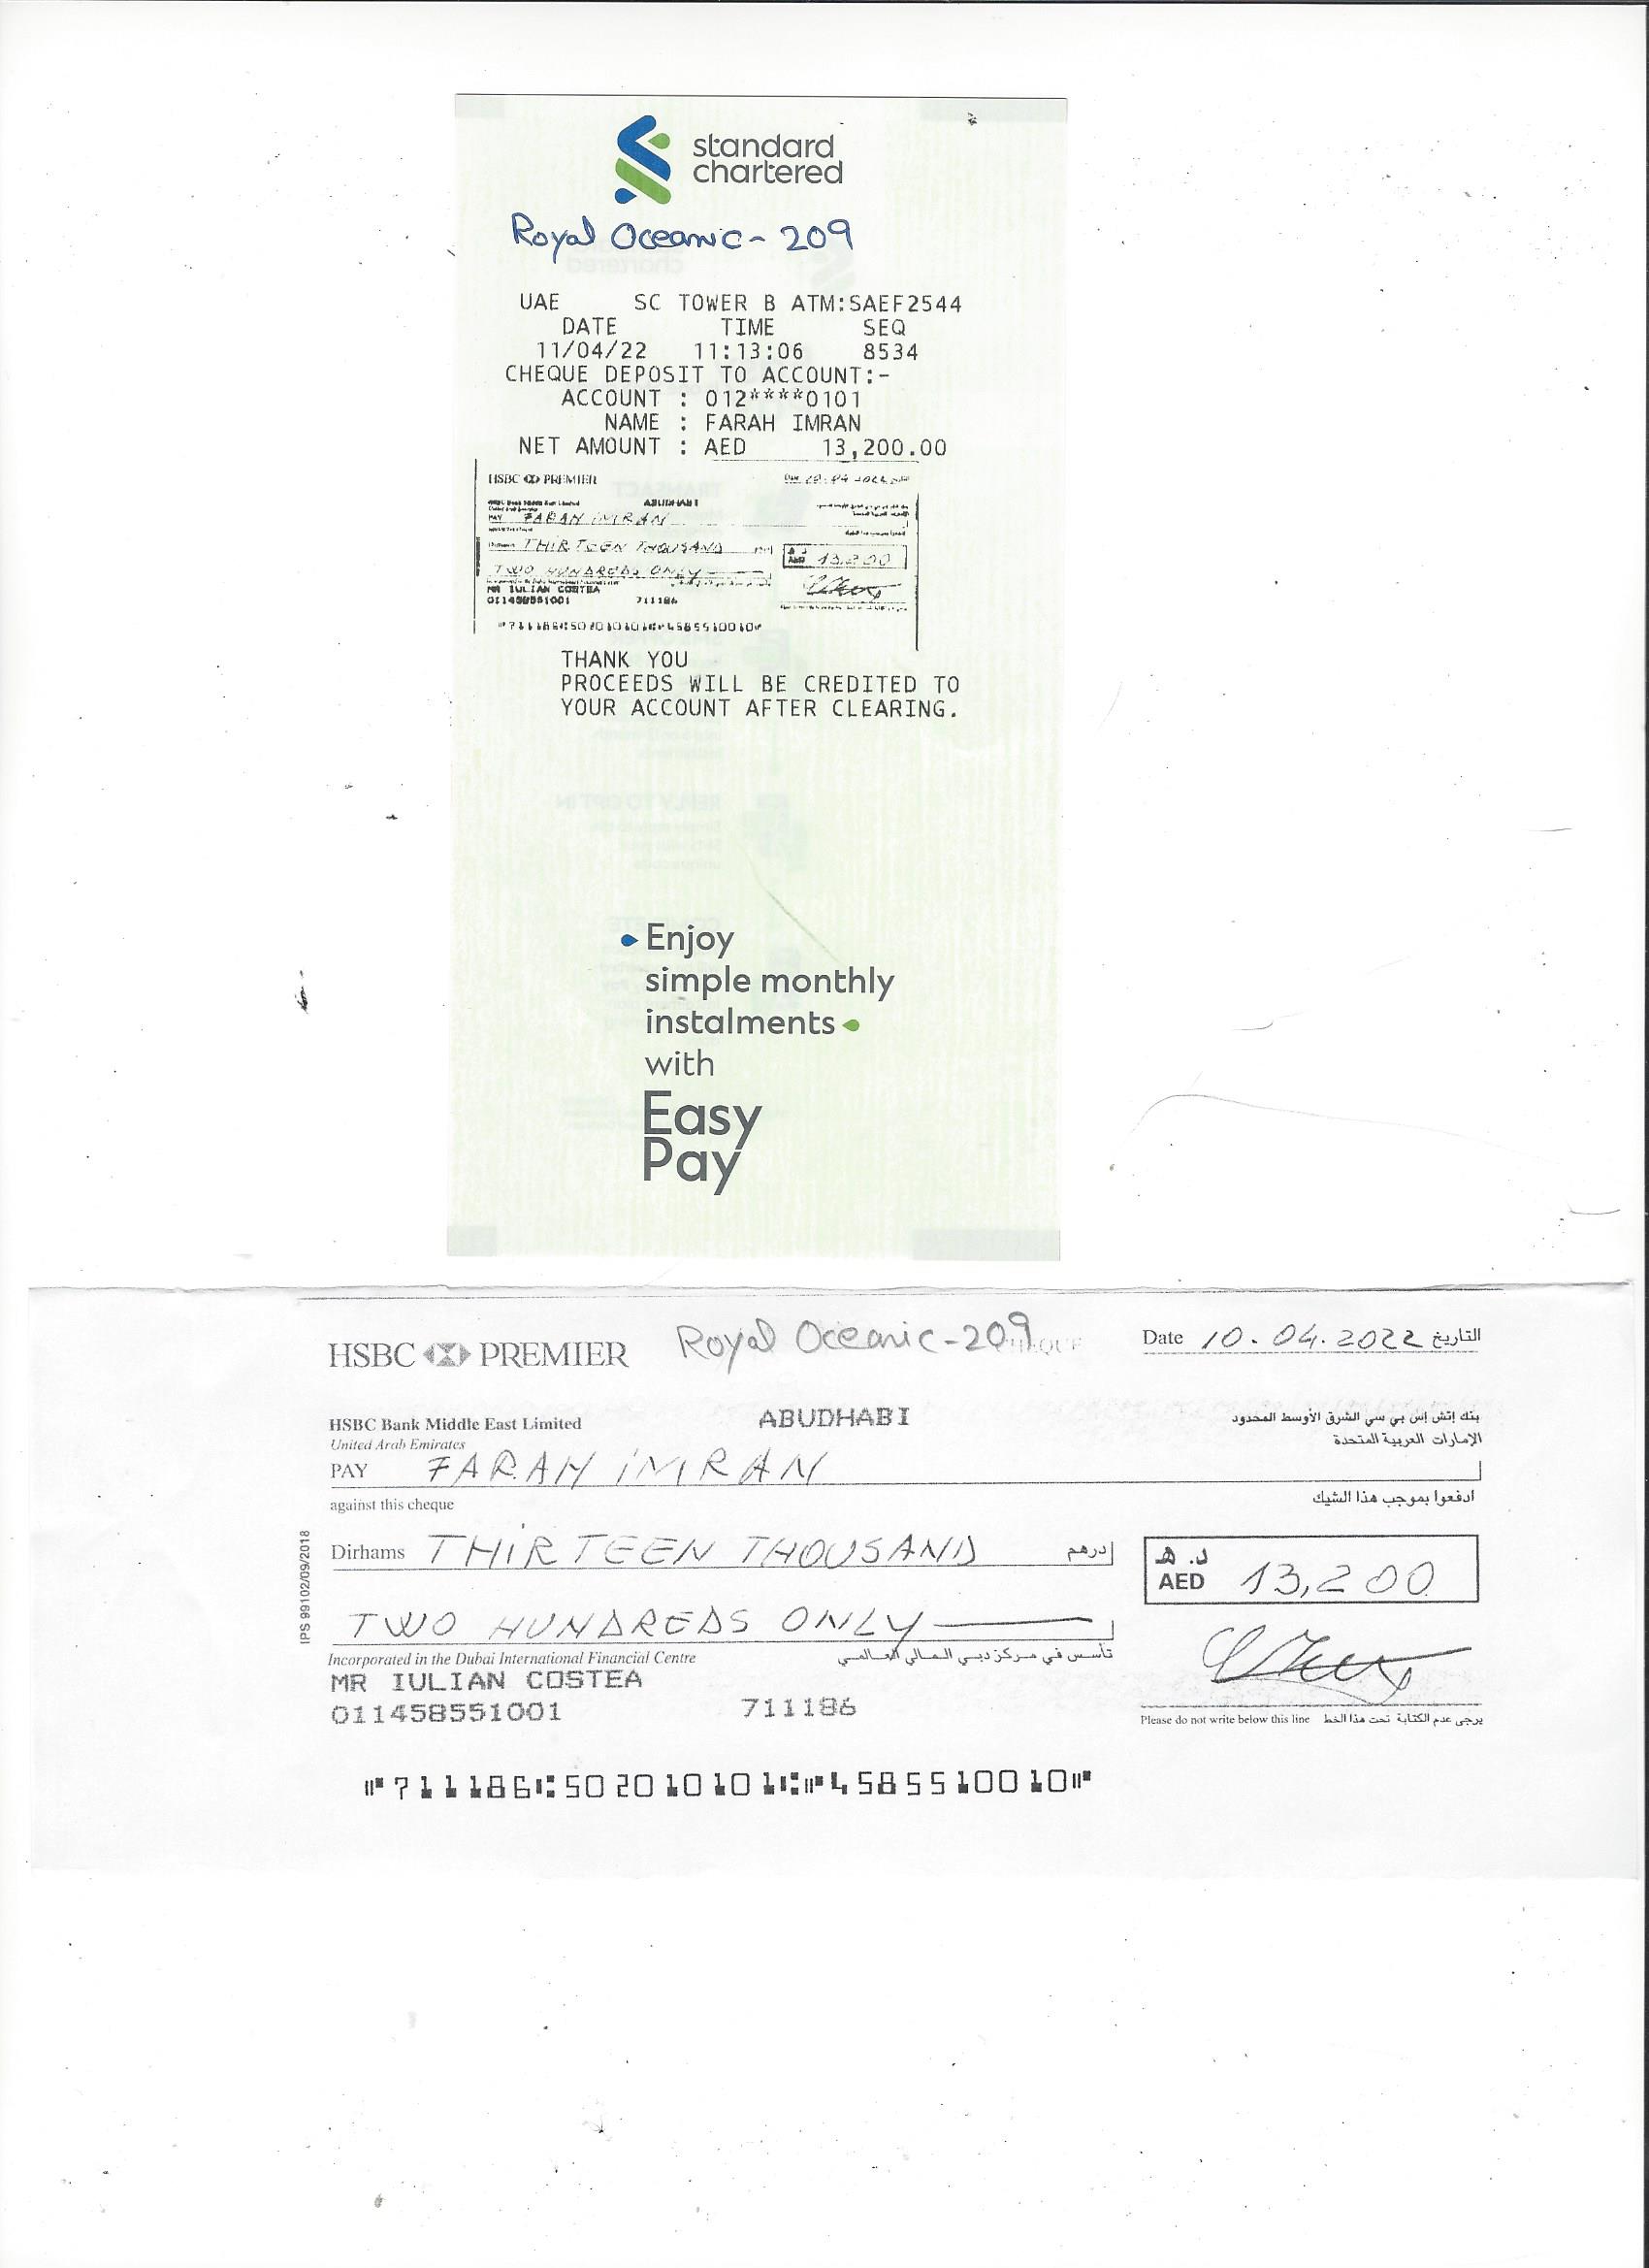 standard
chartered
Royal Oceanic - 209
UAE SC TOWER B ATM:SAEF2544
DATE TIME SEQ
11/04/22 11:13:06 8534
CHEQUE DEPOSIT TO ACCOUNT:-
ACCOUNT : 012****0101
NAME : FARAH IMRAN
NET AMOUNT : AED 13,200.00
HSBC PREMIER
ABUDHABI
PAY FARAH IMRAN
THIRTEEN THOUSAND
AED 13,200
TWO HUNDREDS ONLY
MR IULIAN COSTEA
011458551001 711186
THANK YOU
PROCEEDS WILL BE CREDITED TO
YOUR ACCOUNT AFTER CLEARING.
Enjoy
simple monthly
instalments
with
Easy
Pay
HSBC PREMIER Royal Oceanic - 209 Date 10.04.2022 التاريخ
HSBC Bank Middle East Limited ABUDHABI بنك إتش إس بي سي الشرق الأوسط المحدود
United Arab Emirates الإمارات العربية المتحدة
PAY FARAH IMRAN
against this cheque ادفعوا بموجب هذا الشيك
Dirhams THIRTEEN THOUSAND درهم
د. هـ
AED 13,200
TWO HUNDREDS ONLY
Incorporated in the Dubai International Financial Centre تأسس في مركز دبي المالي العالمي
MR IULIAN COSTEA
011458551001 711186
Please do not write below this line يرجى عدم الكتابة تحت هذا الخط
IPS 99102/09/2018
⑈711186⑆502010101⑆⑈4585510010⑈